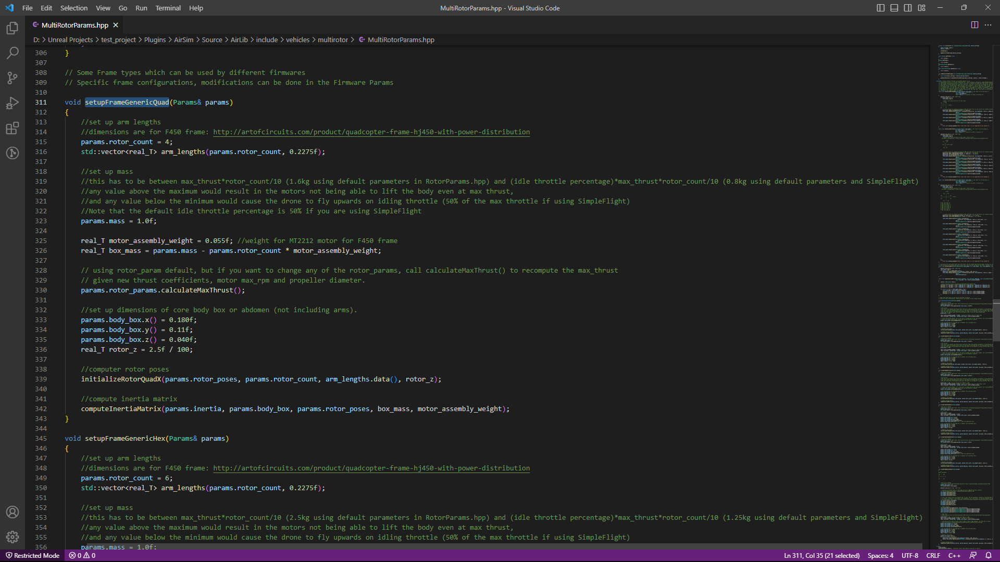 File Edit Selection View Go Run Terminal Help
MultiRotorParams.hpp - Visual Studio Code
MultiRotorParams.hpp
D: > Unreal Projects > test_project > Plugins > AirSim > Source > AirLib > include > vehicles > multirotor > MultiRotorParams.hpp
306 }
307
308 // Some Frame types which can be used by different firmwares
309 // Specific frame configurations, modifications can be done in the Firmware Params
310
311 void setupFrameGenericQuad(Params& params)
312 {
313 //set up arm lengths
314 //dimensions are for F450 frame: http://artofcircuits.com/product/quadcopter-frame-hj450-with-power-distribution
315 params.rotor_count = 4;
316 std::vector<real_T> arm_lengths(params.rotor_count, 0.2275f);
317
318 //set up mass
319 //this has to be between max_thrust*rotor_count/10 (1.6kg using default parameters in RotorParams.hpp) and (idle throttle percentage)*max_thrust*rotor_count/10 (0.8kg using default parameters and SimpleFlight)
320 //any value above the maximum would result in the motors not being able to lift the body even at max thrust,
321 //and any value below the minimum would cause the drone to fly upwards on idling throttle (50% of the max throttle if using SimpleFlight)
322 //Note that the default idle throttle percentage is 50% if you are using SimpleFlight
323 params.mass = 1.0f;
324
325 real_T motor_assembly_weight = 0.055f; //weight for MT2212 motor for F450 frame
326 real_T box_mass = params.mass - params.rotor_count * motor_assembly_weight;
327
328 // using rotor_param default, but if you want to change any of the rotor_params, call calculateMaxThrust() to recompute the max_thrust
329 // given new thrust coefficients, motor max_rpm and propeller diameter.
330 params.rotor_params.calculateMaxThrust();
331
332 //set up dimensions of core body box or abdomen (not including arms).
333 params.body_box.x() = 0.180f;
334 params.body_box.y() = 0.11f;
335 params.body_box.z() = 0.040f;
336 real_T rotor_z = 2.5f / 100;
337
338 //computer rotor poses
339 initializeRotorQuadX(params.rotor_poses, params.rotor_count, arm_lengths.data(), rotor_z);
340
341 //compute inertia matrix
342 computeInertiaMatrix(params.inertia, params.body_box, params.rotor_poses, box_mass, motor_assembly_weight);
343 }
344
345 void setupFrameGenericHex(Params& params)
346 {
347 //set up arm lengths
348 //dimensions are for F450 frame: http://artofcircuits.com/product/quadcopter-frame-hj450-with-power-distribution
349 params.rotor_count = 6;
350 std::vector<real_T> arm_lengths(params.rotor_count, 0.2275f);
351
352 //set up mass
353 //this has to be between max_thrust*rotor_count/10 (2.5kg using default parameters in RotorParams.hpp) and (idle throttle percentage)*max_thrust*rotor_count/10 (1.25kg using default parameters and SimpleFlight)
354 //any value above the maximum would result in the motors not being able to lift the body even at max thrust,
355 //and any value below the minimum would cause the drone to fly upwards on idling throttle (50% of the max throttle if using SimpleFlight)
356 params.mass = 1.0f;
Restricted Mode 0 0 Ln 311, Col 35 (21 selected) Spaces: 4 UTF-8 CRLF C++